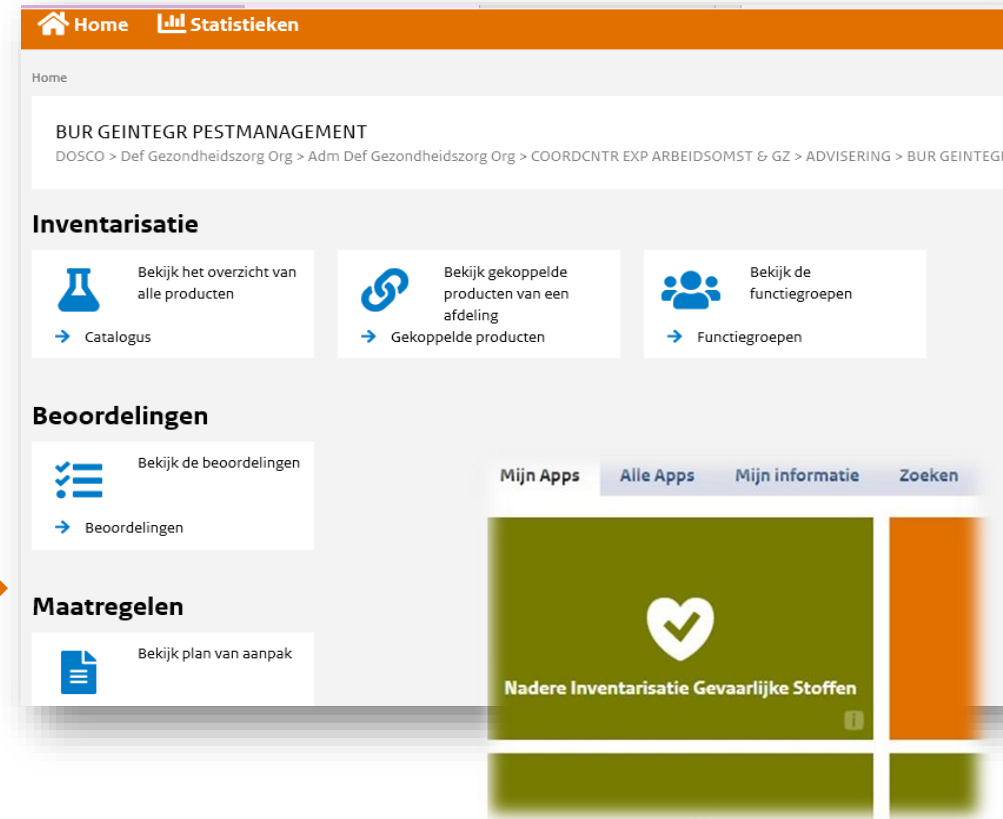 Home Statistieken
Home
BUR GEINTEGR PESTMANAGEMENT
DOSCO > Def Gezondheidszorg Org > Adm Def Gezondheidszorg Org > COORDCNTR EXP ARBEIDSOMST & GZ > ADVISERING > BUR GEINTEGR
Inventarisatie
Bekijk het overzicht van
alle producten
Catalogus
Bekijk gekoppelde
producten van een
afdeling
Gekoppelde producten
Bekijk de
functiegroepen
Functiegroepen
Beoordelingen
Bekijk de beoordelingen
Beoordelingen
Maatregelen
Bekijk plan van aanpak
Mijn Apps Alle Apps Mijn informatie Zoeken
Nadere Inventarisatie Gevaarlijke Stoffen
i